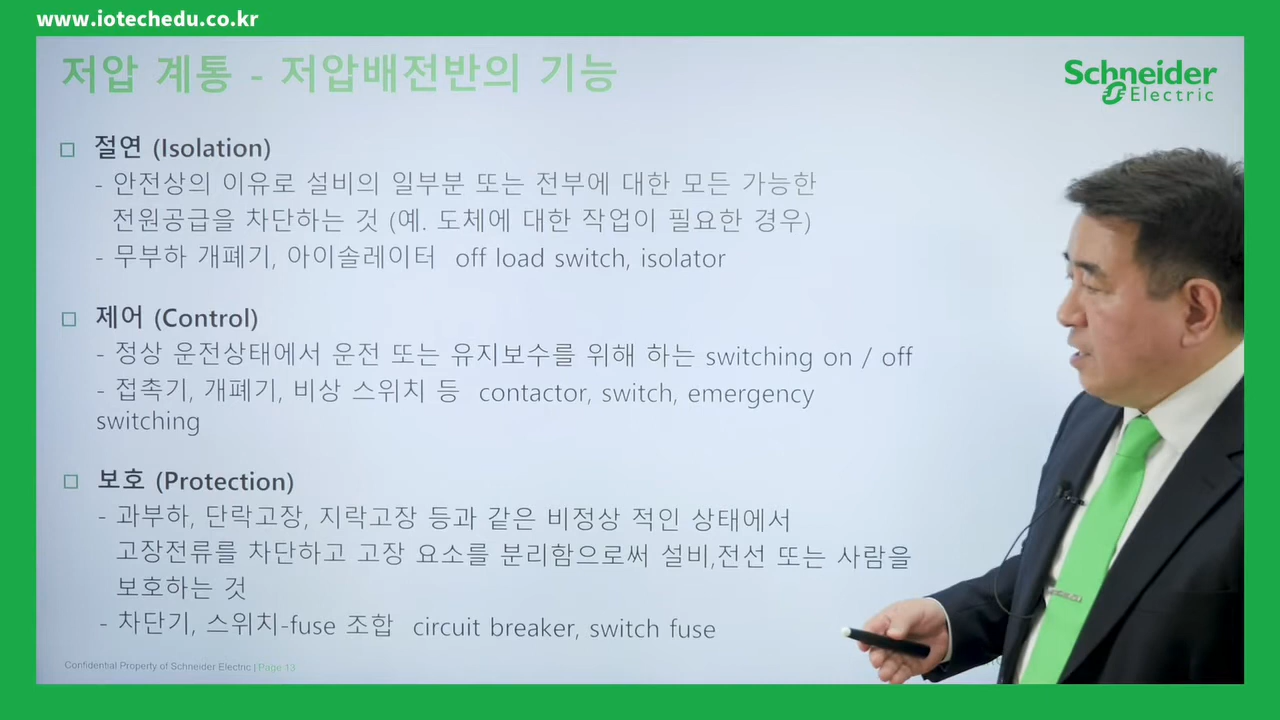 www.iotechedu.co.kr
저압 계통 - 저압배전반의 기능
Schneider
Electric
절연 (Isolation)
- 안전상의 이유로 설비의 일부분 또는 전부에 대한 모든 가능한
전원공급을 차단하는 것 (예. 도체에 대한 작업이 필요한 경우)
- 무부하 개폐기, 아이솔레이터 off load switch, isolator
제어 (Control)
- 정상 운전상태에서 운전 또는 유지보수를 위해 하는 switching on / off
- 접촉기, 개폐기, 비상 스위치 등 contactor, switch, emergency
switching
보호 (Protection)
- 과부하, 단락고장, 지락고장 등과 같은 비정상 적인 상태에서
고장전류를 차단하고 고장 요소를 분리함으로써 설비,전선 또는 사람을
보호하는 것
- 차단기, 스위치-fuse 조합 circuit breaker, switch fuse
Confidential Property of Schneider Electric | Page 13